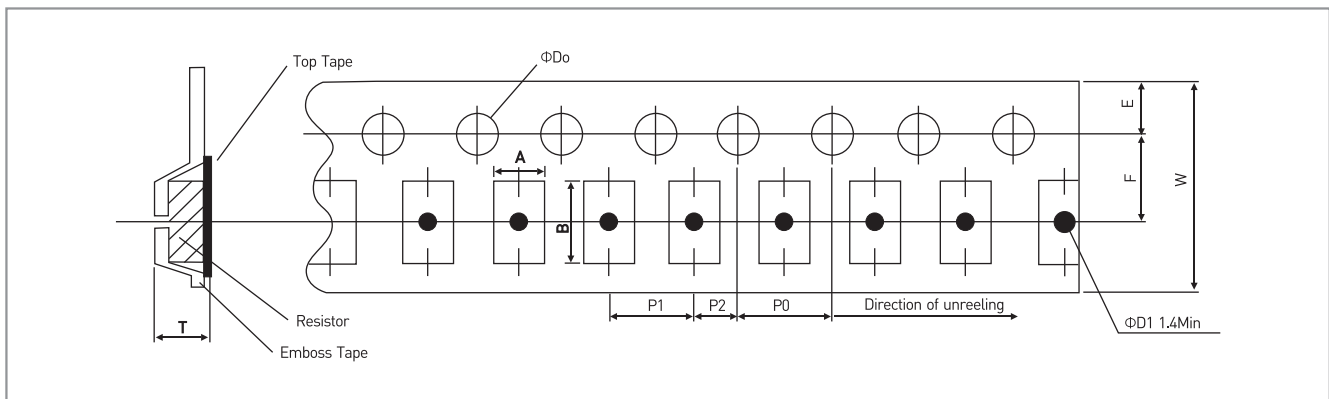 Top Tape
ΦDo
E
A
F
W
B
P1
P2
P0
Direction of unreeling
Resistor
T
ΦD1 1.4Min
Emboss Tape